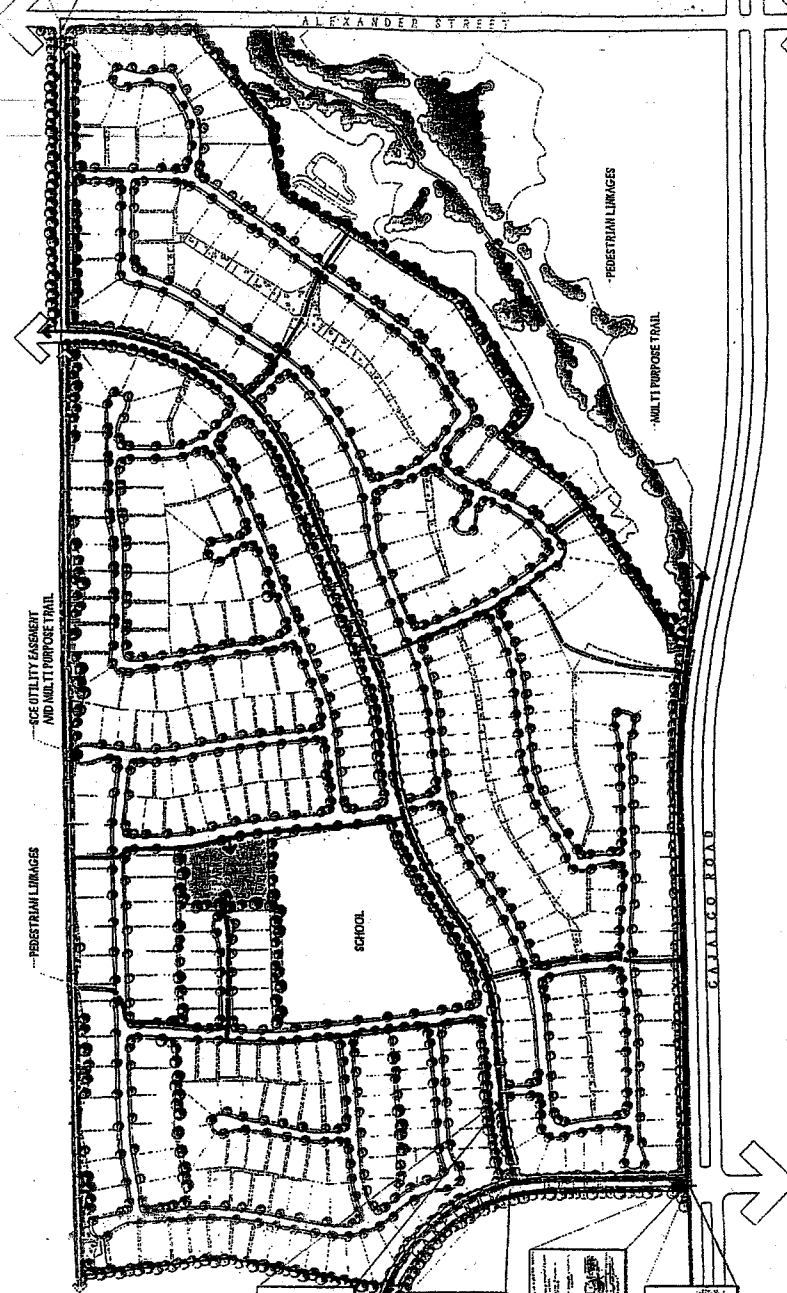 ALEXANDER STREET
PEDESTRIAN LINKAGES
MULTI PURPOSE TRAIL
SCE UTILITY EASEMENT
AND MULTI PURPOSE TRAIL
PEDESTRIAN LINKAGES
SCHOOL
CAJALCO ROAD